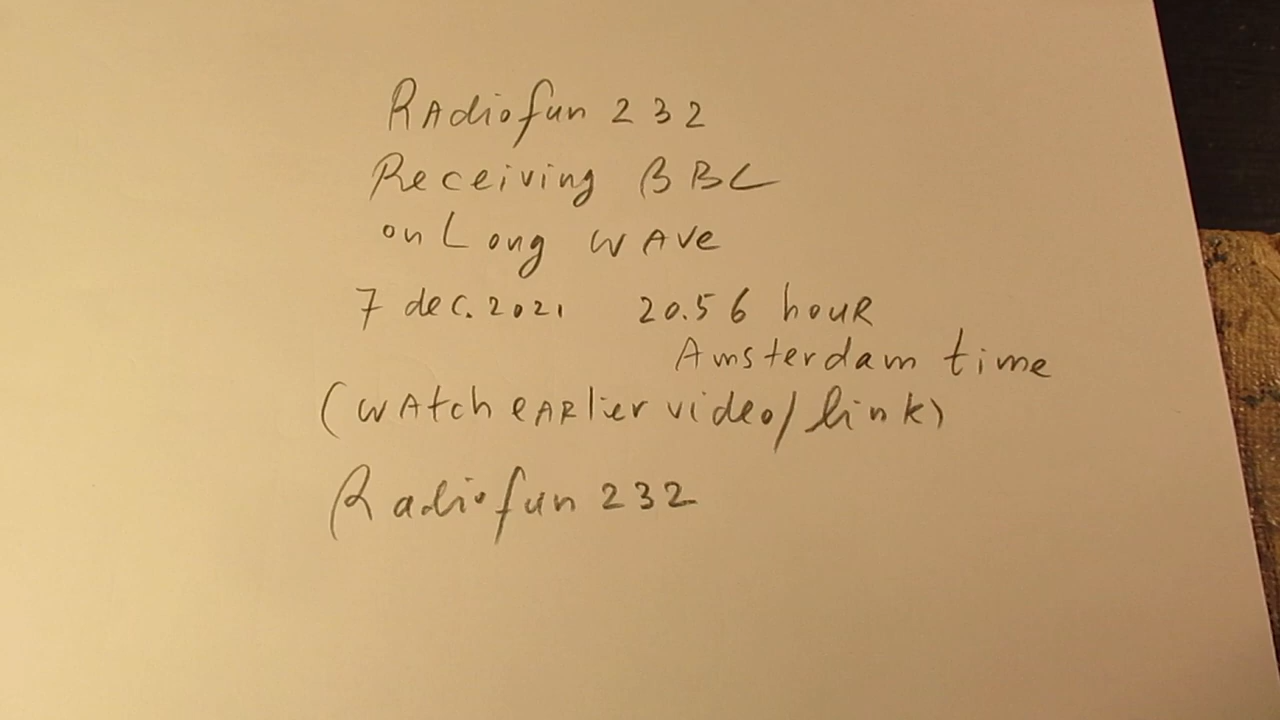 RAdiofun 232
Receiving BBC
on Long WAVe
7 dec. 2021 20.56 houR
Amsterdam time
(WAtch eARlier video/link)
Radiofun 232